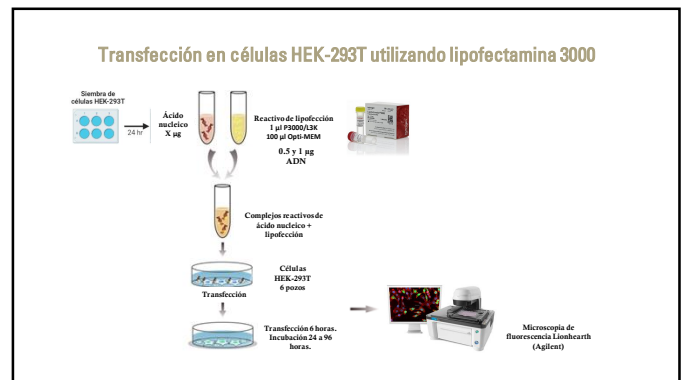 Transfección en células HEK-293T utilizando lipofectamina 3000
Siembra de
células HEK-293T
24 hr
Ácido
nucleico
X µg
Reactivo de lipofección
1 µl P3000/L3K
100 µl Opti-MEM
0.5 y 1 µg
ADN
Complejos reactivos de
ácido nucleico +
lipofección
Células
HEK-293T
6 pozos
Transfección
Transfección 6 horas.
Incubación 24 a 96
horas.
Microscopia de
fluorescencia Lionhearth
(Agilent)